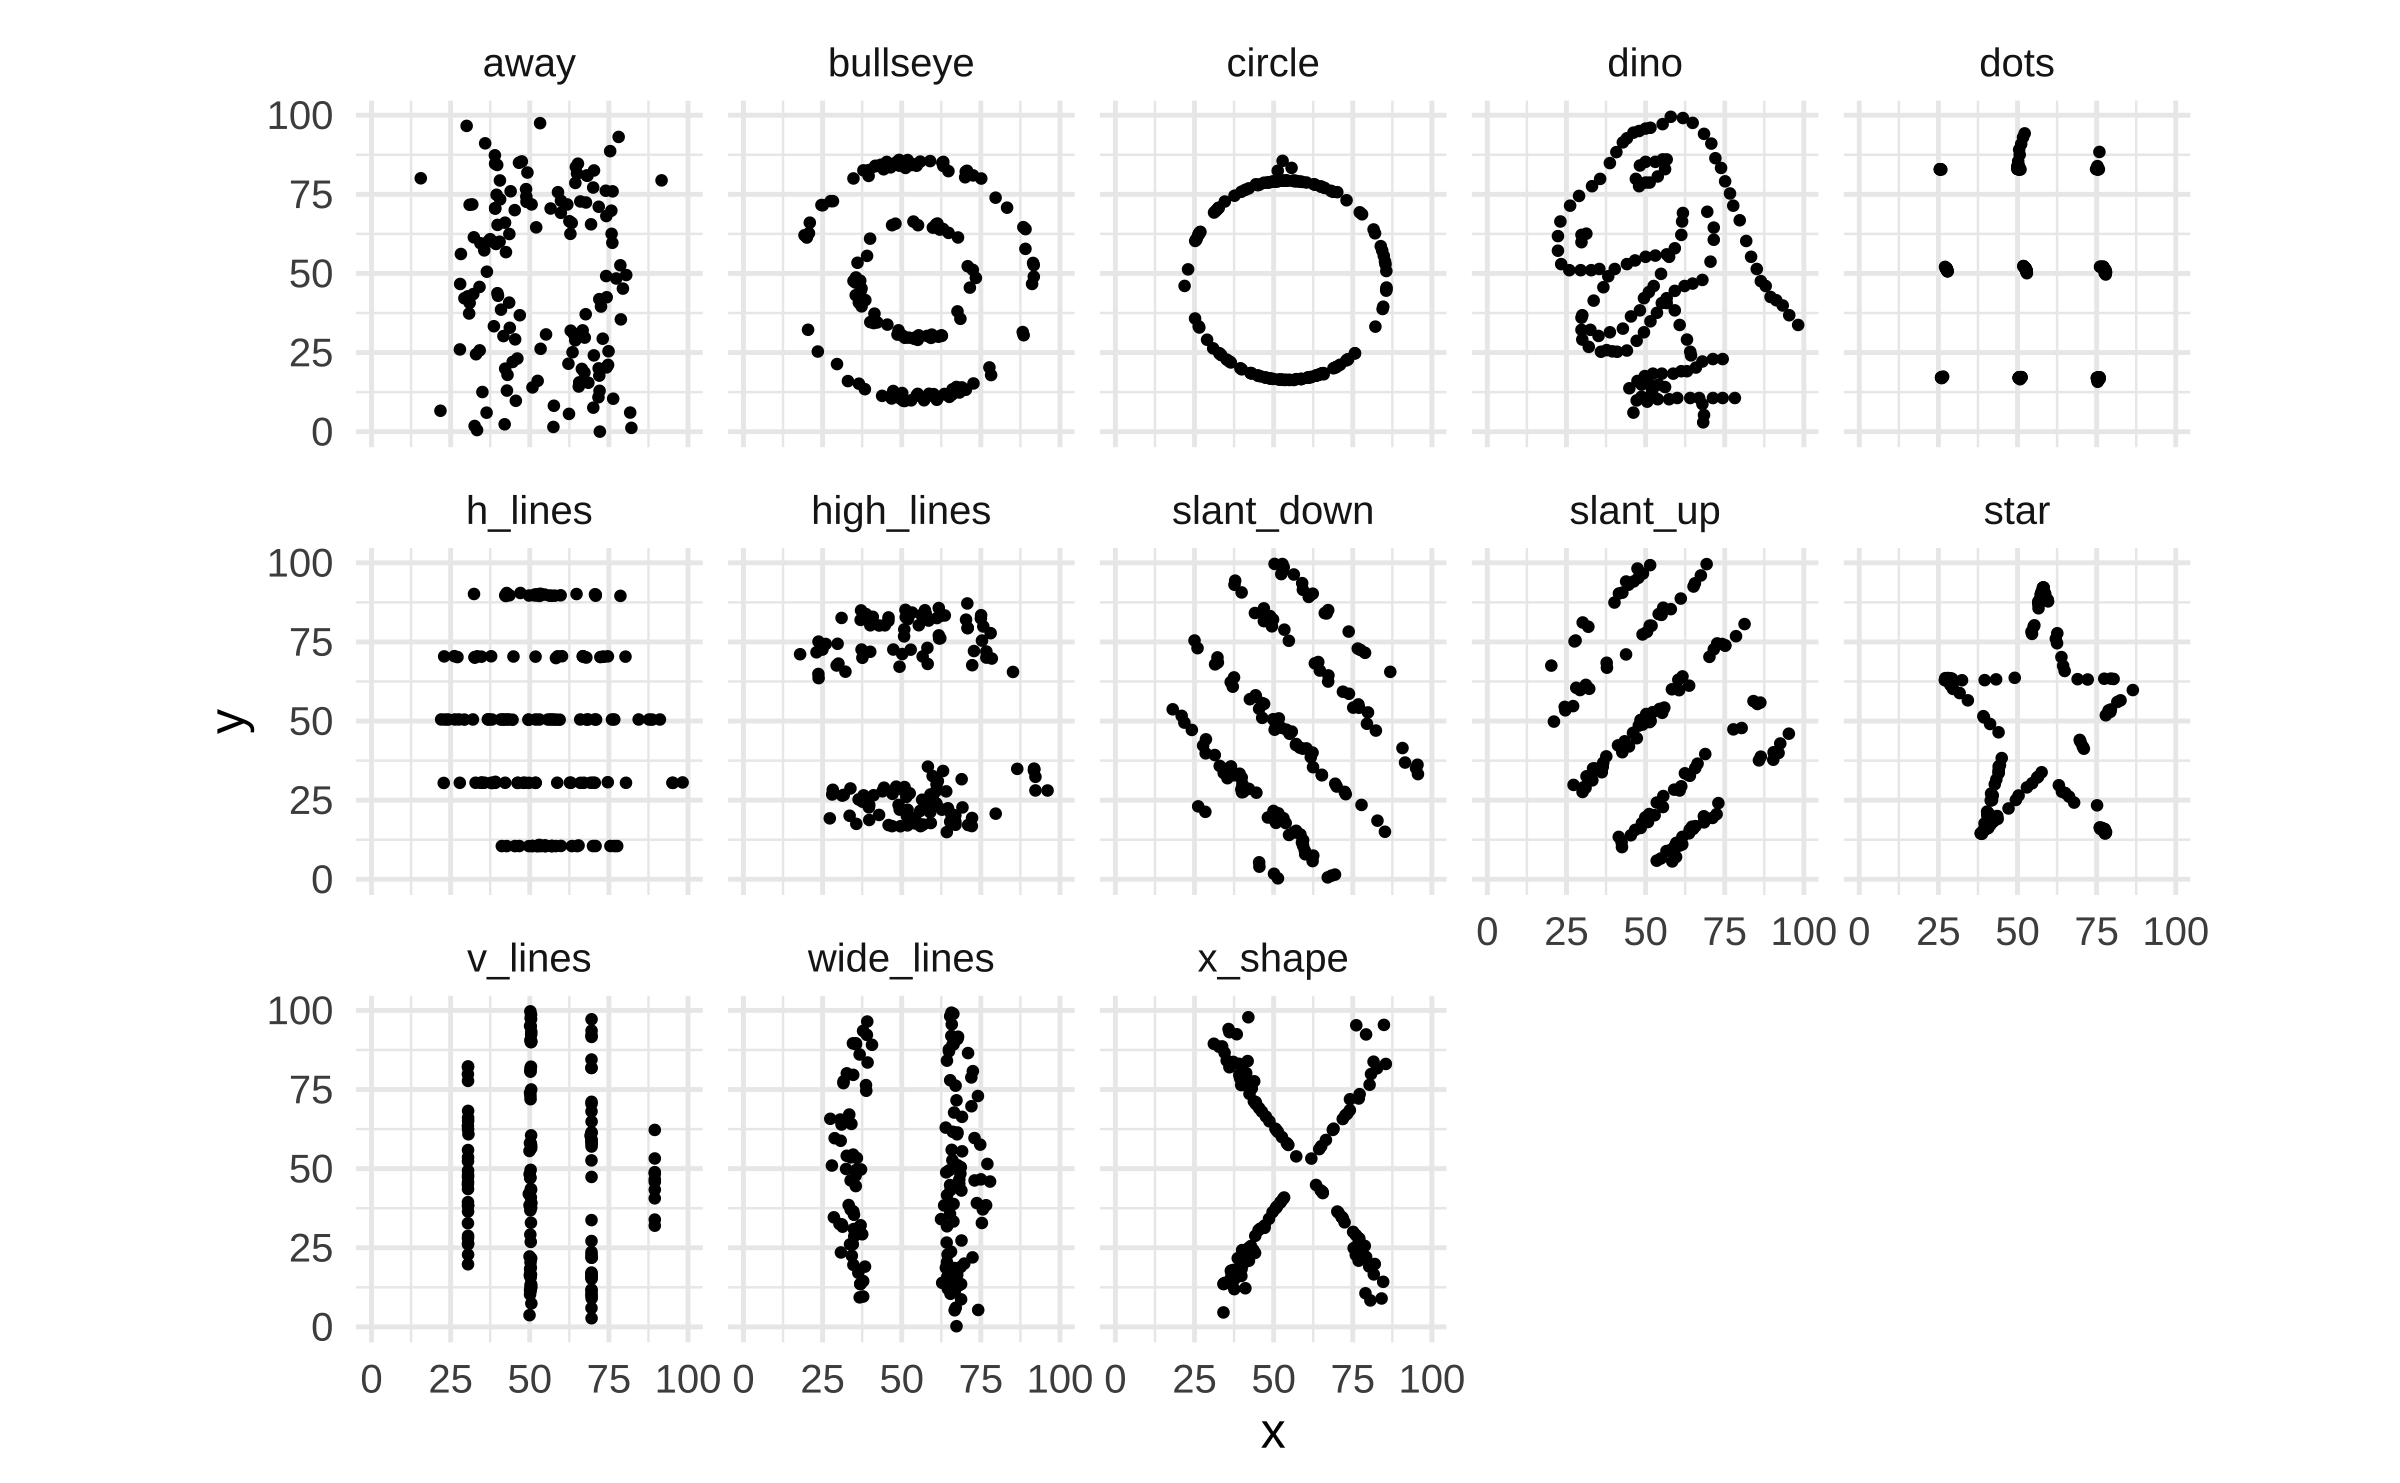 away bullseye circle dino dots
100
75
50
25
0
h_lines high_lines slant_down slant_up star
100
75
50
25
0
y
0 25 50 75 100 0 25 50 75 100
v_lines wide_lines x_shape
100
75
50
25
0
0 25 50 75 100 0 25 50 75 100 0 25 50 75 100
x